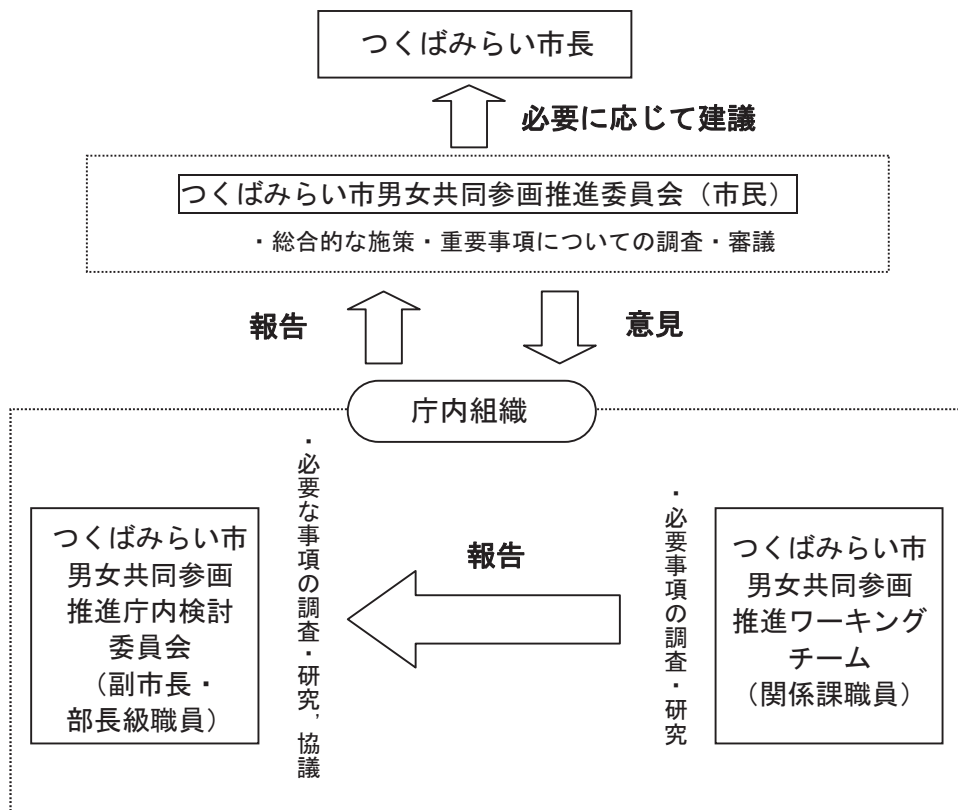 つくばみらい市長
必要に応じて建議
つくばみらい市男女共同参画推進委員会（市民）
・総合的な施策・重要事項についての調査・審議
報告
意見
庁内組織
つくばみらい市
男女共同参画
推進庁内検討
委員会
（副市長・
部長級職員）
・必要な事項の調査・研究，協議
報告
・必要事項の調査・研究
つくばみらい市
男女共同参画
推進ワーキング
チーム
（関係課職員）